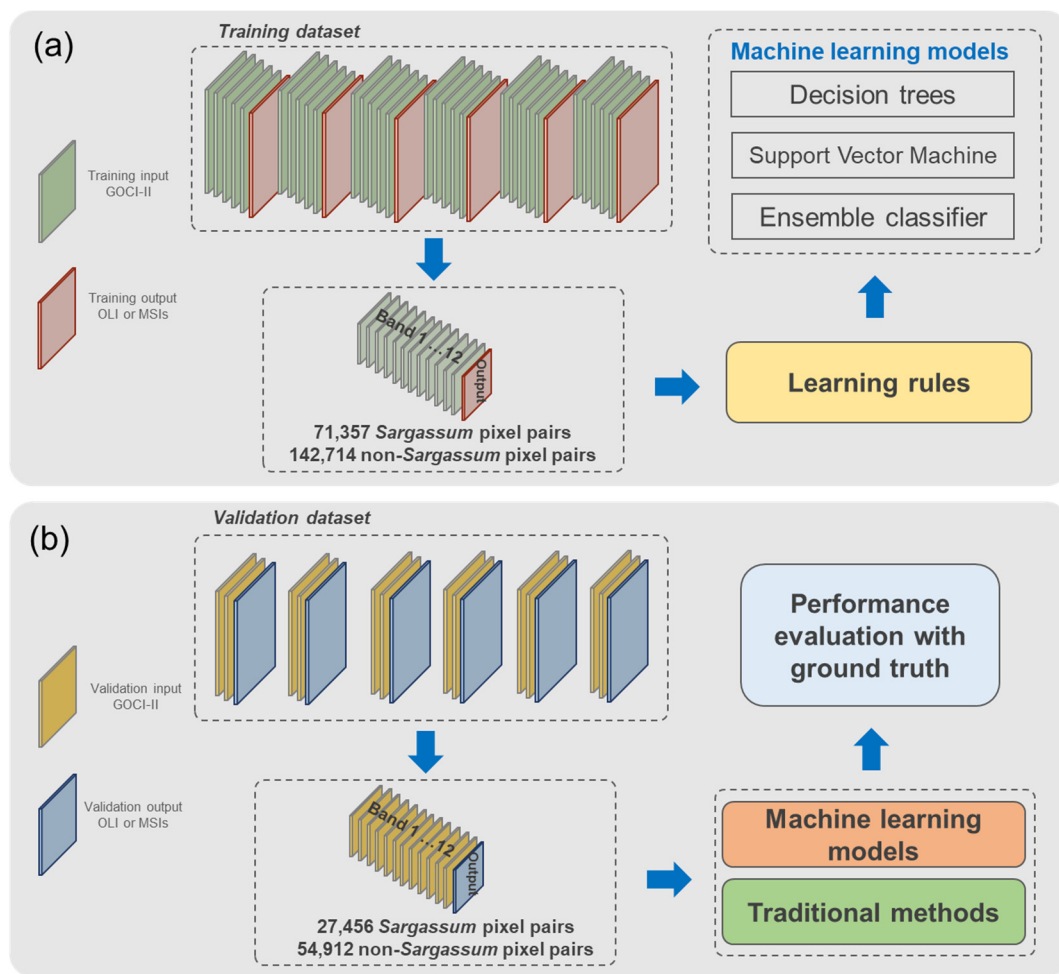 (a)
Training dataset
Training input
GOCI-II
Training output
OLI or MSIs
Band 1 ... 12
Output
71,357 Sargassum pixel pairs
142,714 non-Sargassum pixel pairs
Machine learning models
Decision trees
Support Vector Machine
Ensemble classifier
Learning rules
(b)
Validation dataset
Validation input
GOCI-II
Validation output
OLI or MSIs
Band 1 ... 12
Output
27,456 Sargassum pixel pairs
54,912 non-Sargassum pixel pairs
Performance
evaluation with
ground truth
Machine learning
models
Traditional methods